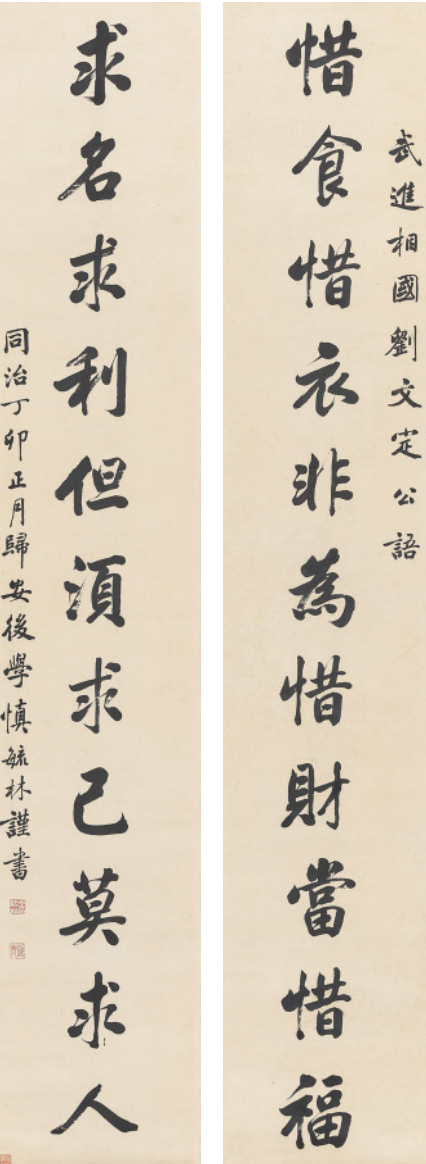 武進相國劉文定公語
惜食惜衣非為惜財當惜福
求名求利但須求己莫求人
同治丁卯正月歸安後學慎毓林謹書